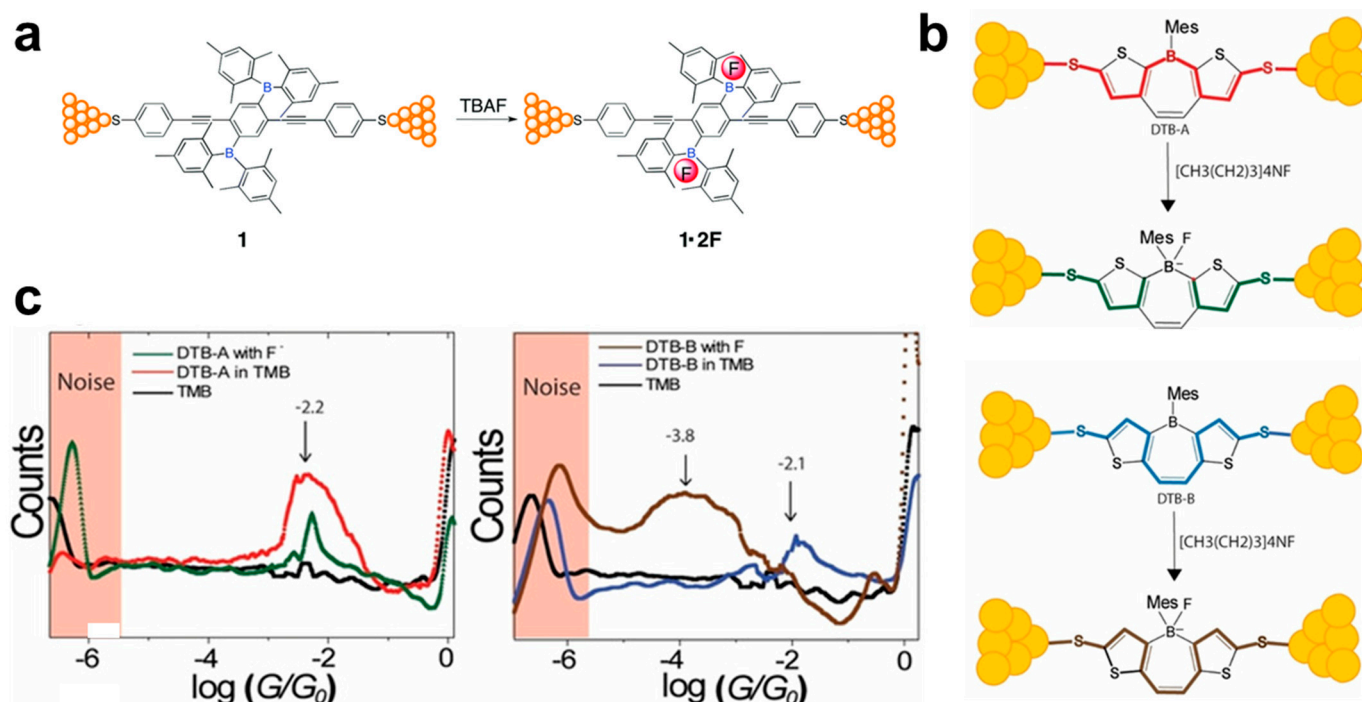 a
S
B
B
S
TBAF
S
F
B
B
F
S
1
1·2F
b
Mes
S
B
S
S
S
DTB-A
[CH3(CH2)3]4NF
Mes F
S
B−
S
S
S
Mes
S
B
S
S
S
DTB-B
[CH3(CH2)3]4NF
Mes F
S
B−
S
S
S
c
Counts
Noise
DTB-A with F-
DTB-A in TMB
TMB
-2.2
-6
-4
-2
0
log (G/G0)
Counts
Noise
DTB-B with F
DTB-B in TMB
TMB
-3.8
-2.1
-6
-4
-2
0
log (G/G0)